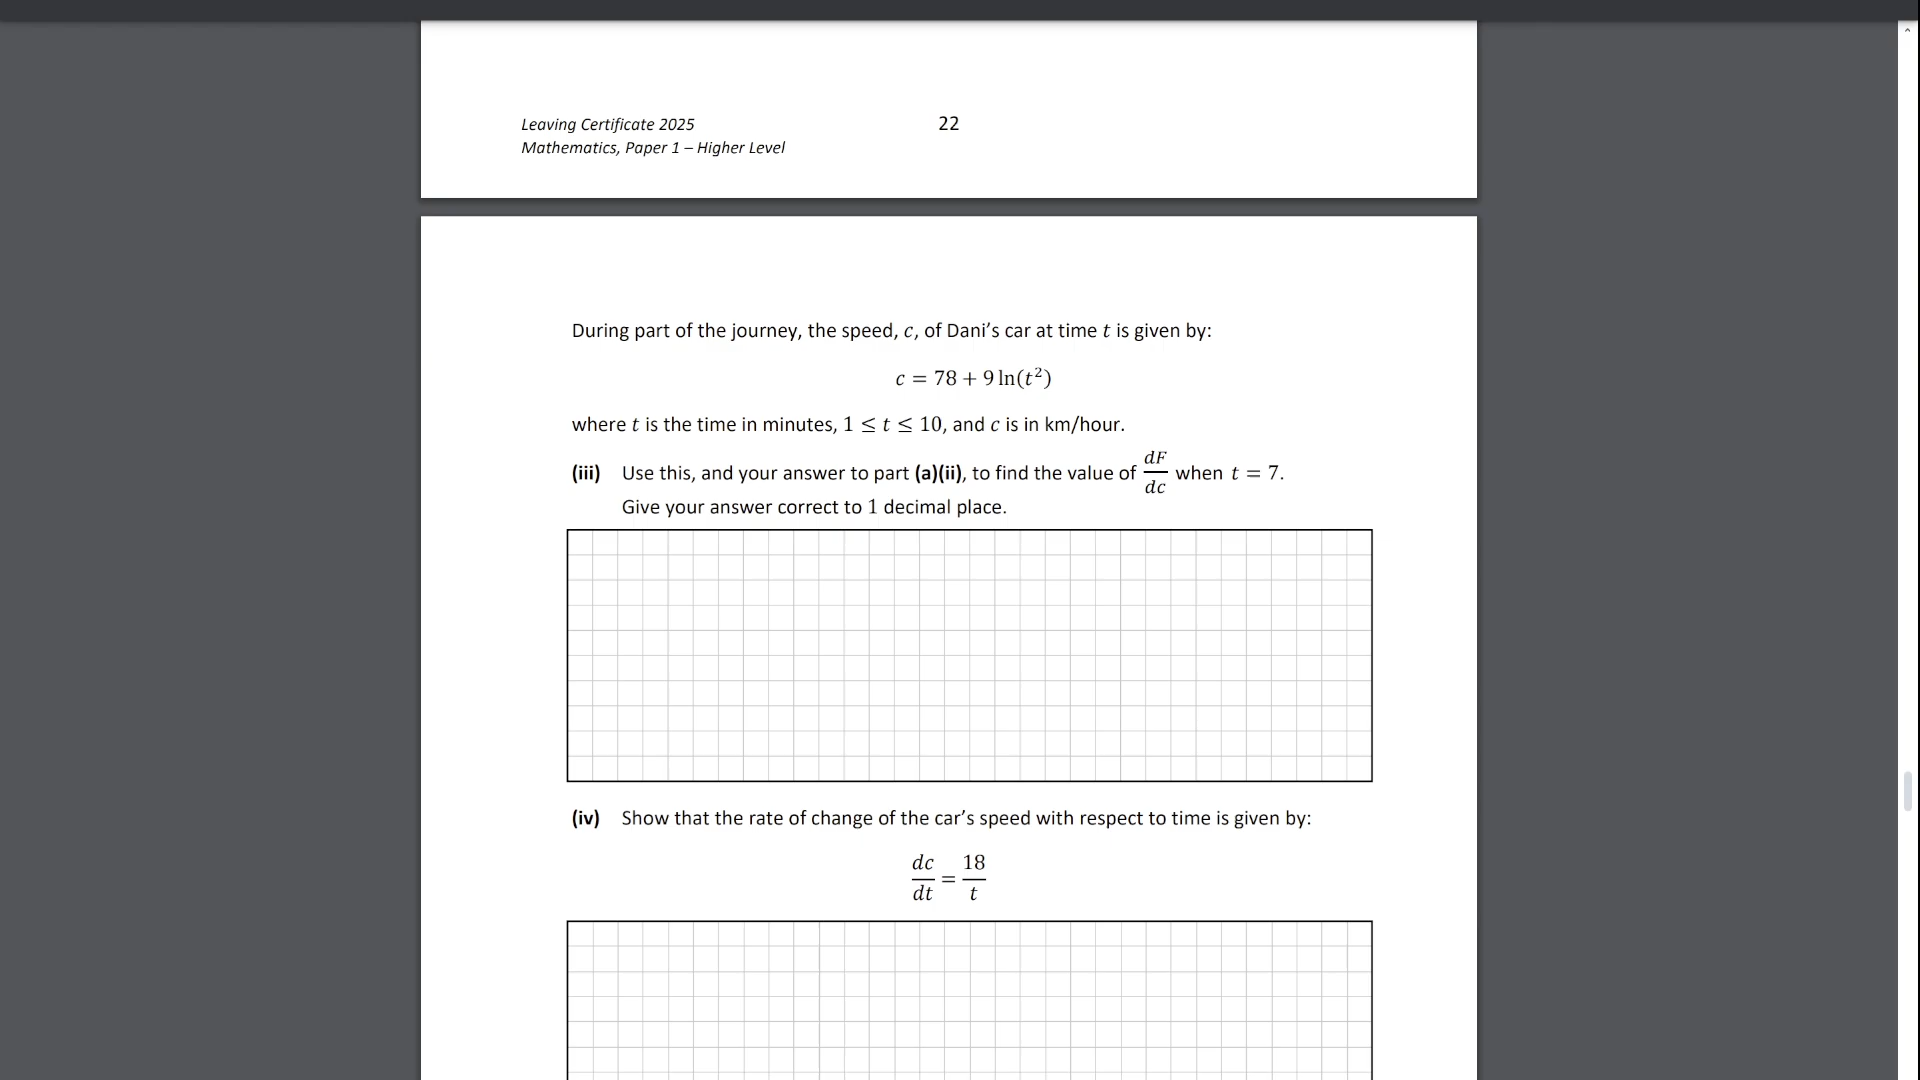 Leaving Certificate 2025
22
Mathematics, Paper 1 – Higher Level
During part of the journey, the speed, c, of Dani’s car at time t is given by:
c = 78 + 9 ln(t²)
where t is the time in minutes, 1 ≤ t ≤ 10, and c is in km/hour.
(iii) Use this, and your answer to part (a)(ii), to find the value of dF/dc when t = 7.
Give your answer correct to 1 decimal place.
(iv) Show that the rate of change of the car’s speed with respect to time is given by:
dc/dt = 18/t